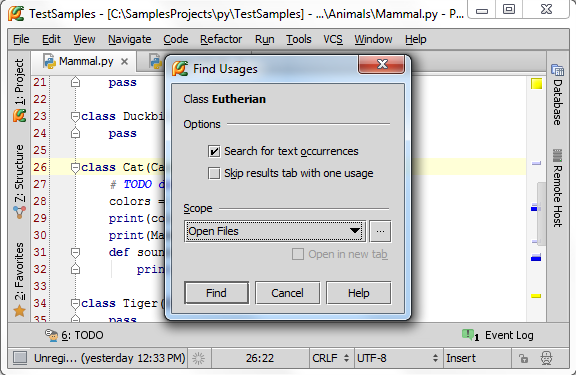 TestSamples - [C:\SamplesProjects\py\TestSamples] - ...\Animals\Mammal.py - P...
File Edit View Navigate Code Refactor Run Tools VCS Window Help
Mammal.py
1: Project
7: Structure
2: Favorites
21 pass
22
23 class Duckbi
24 pass
25
26 class Cat(Ca
27 # TODO d
28 colors =
29 print(co
30 print(Ma
31 def soun
32 prin
33
34 class Tiger(
35 pass
Find Usages
Class Eutherian
Options
Search for text occurrences
Skip results tab with one usage
Scope
Open Files
...
Open in new tab
Find Cancel Help
Database
Remote Host
6: TODO
1 Event Log
Unregi... (yesterday 12:33 PM) 26:22 CRLF UTF-8 Insert